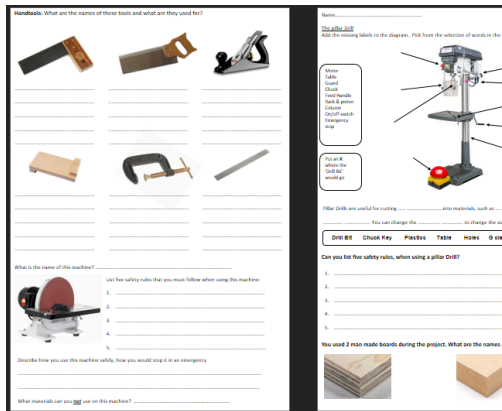 Handtools: What are the names of these tools and what are they used for?
What is the name of this machine?
List five safety rules that you must follow when using this machine:
1.
2.
3.
4.
5.
Describe how you use this machine safely, how you would stop it in an emergency
What materials can you not use on this machine?
Name
The pillar Drill
Add the missing labels to the diagram. Pick from the selection of words in the
Motor
Table
Guard
Chuck
Feed Handle
Rack & pinion
Column
On/off switch
Emergency
stop
Put an X
where the
'Drill Bit'
would go
Pillar Drills are useful for cutting into materials, such as
You can change the to change the
Drill Bit Chuck Key Plastics Table Holes
Can you list five safety rules, when using a pillar Drill?
1.
2.
3.
4.
5.
You used 2 man made boards during the project. What are the names